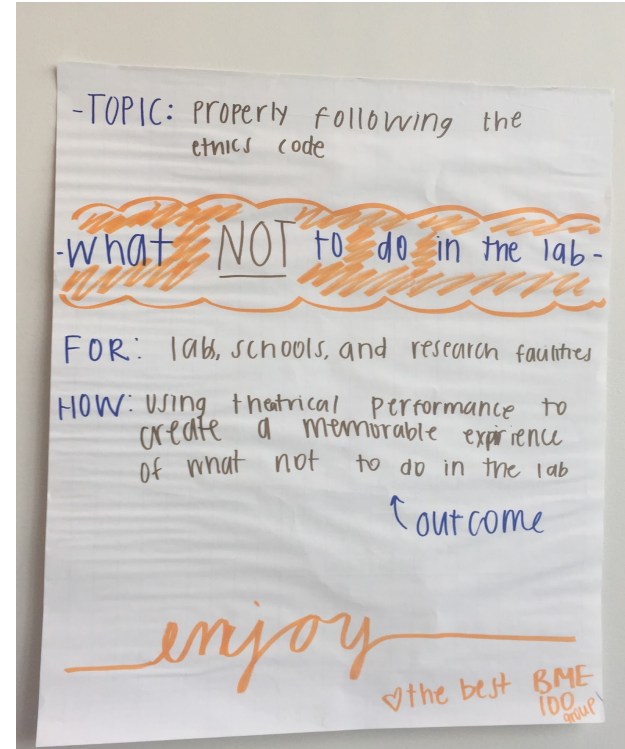 -TOPIC: properly following the
ethics code
-What NOT to do in the lab-
FOR: labs, schools, and research facilities
HOW: using theatrical performance to
create a memorable expirience
of what not to do in the lab
↑ outcome
enjoy
♡ the best BME
100
group